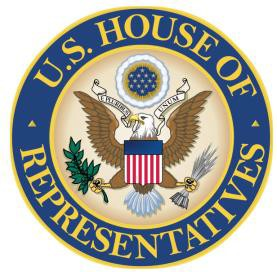 U.S. HOUSE OF
REPRESENTATIVES
E PLURIBUS UNUM